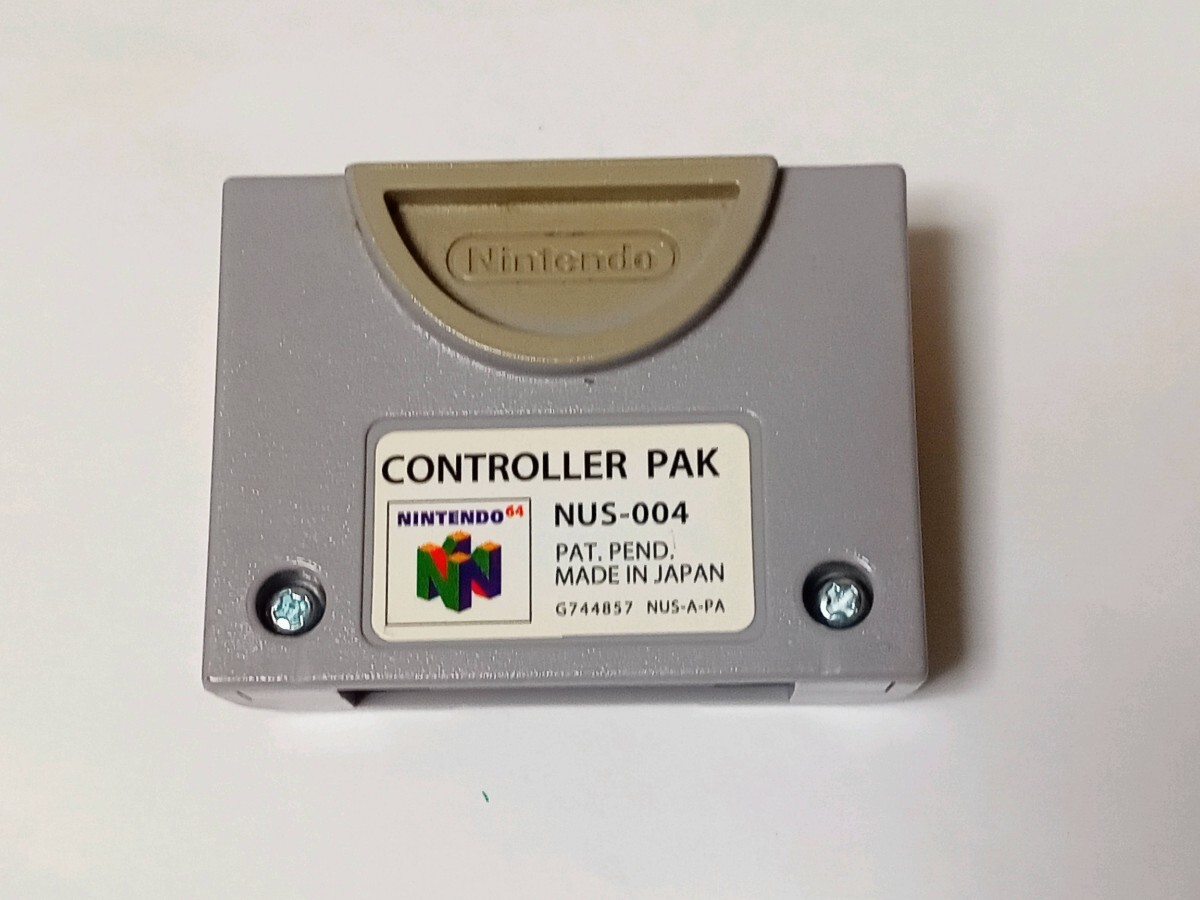 Nintendo
CONTROLLER PAK
NINTENDO64
NUS-004
PAT. PEND.
MADE IN JAPAN
G744857 NUS-A-PA